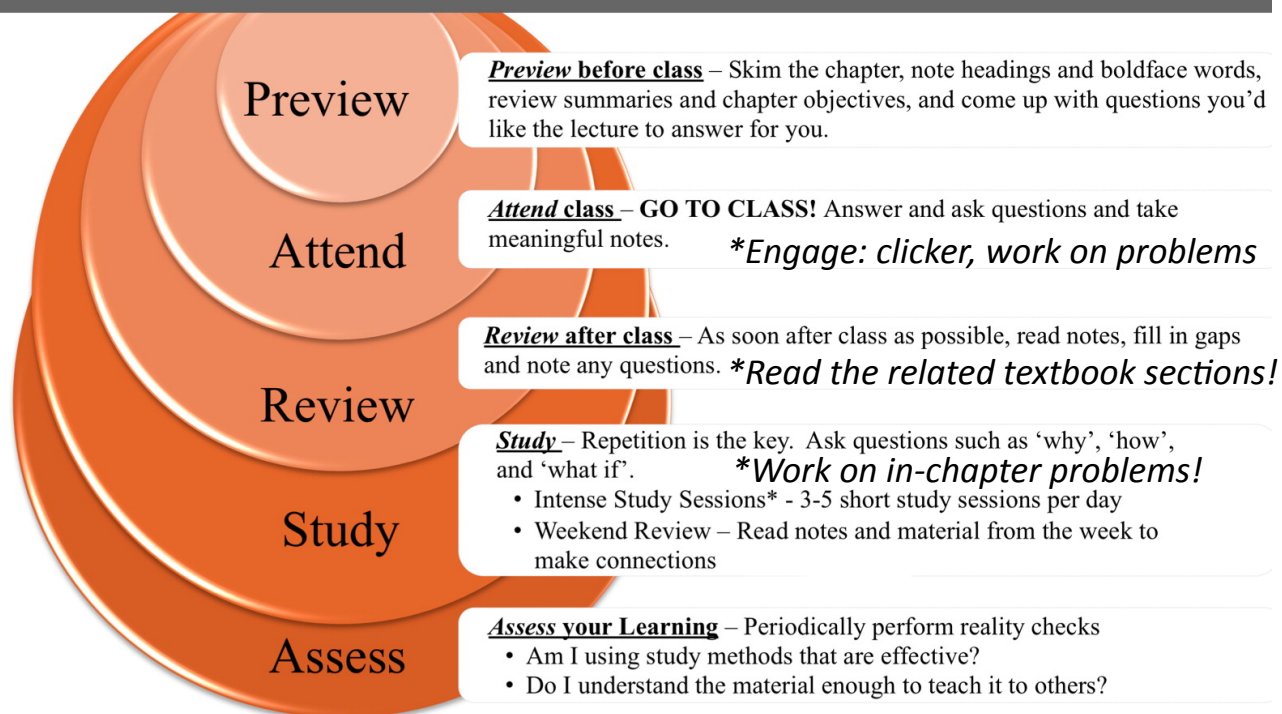 Preview
Preview before class – Skim the chapter, note headings and boldface words,
review summaries and chapter objectives, and come up with questions you’d
like the lecture to answer for you.
Attend
Attend class – GO TO CLASS! Answer and ask questions and take
meaningful notes. *Engage: clicker, work on problems
Review
Review after class – As soon after class as possible, read notes, fill in gaps
and note any questions. *Read the related textbook sections!
Study
Study – Repetition is the key. Ask questions such as ‘why’, ‘how’,
and ‘what if’. *Work on in-chapter problems!
• Intense Study Sessions* - 3-5 short study sessions per day
• Weekend Review – Read notes and material from the week to
make connections
Assess
Assess your Learning – Periodically perform reality checks
• Am I using study methods that are effective?
• Do I understand the material enough to teach it to others?